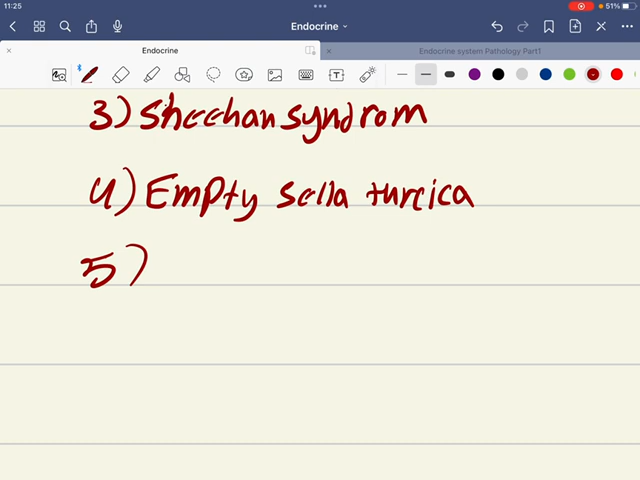 11:25
51%
Endocrine
Endocrine
Endocrine system Pathology Part1
3) Sheehan syndrom
4) Empty sella turcica
5)